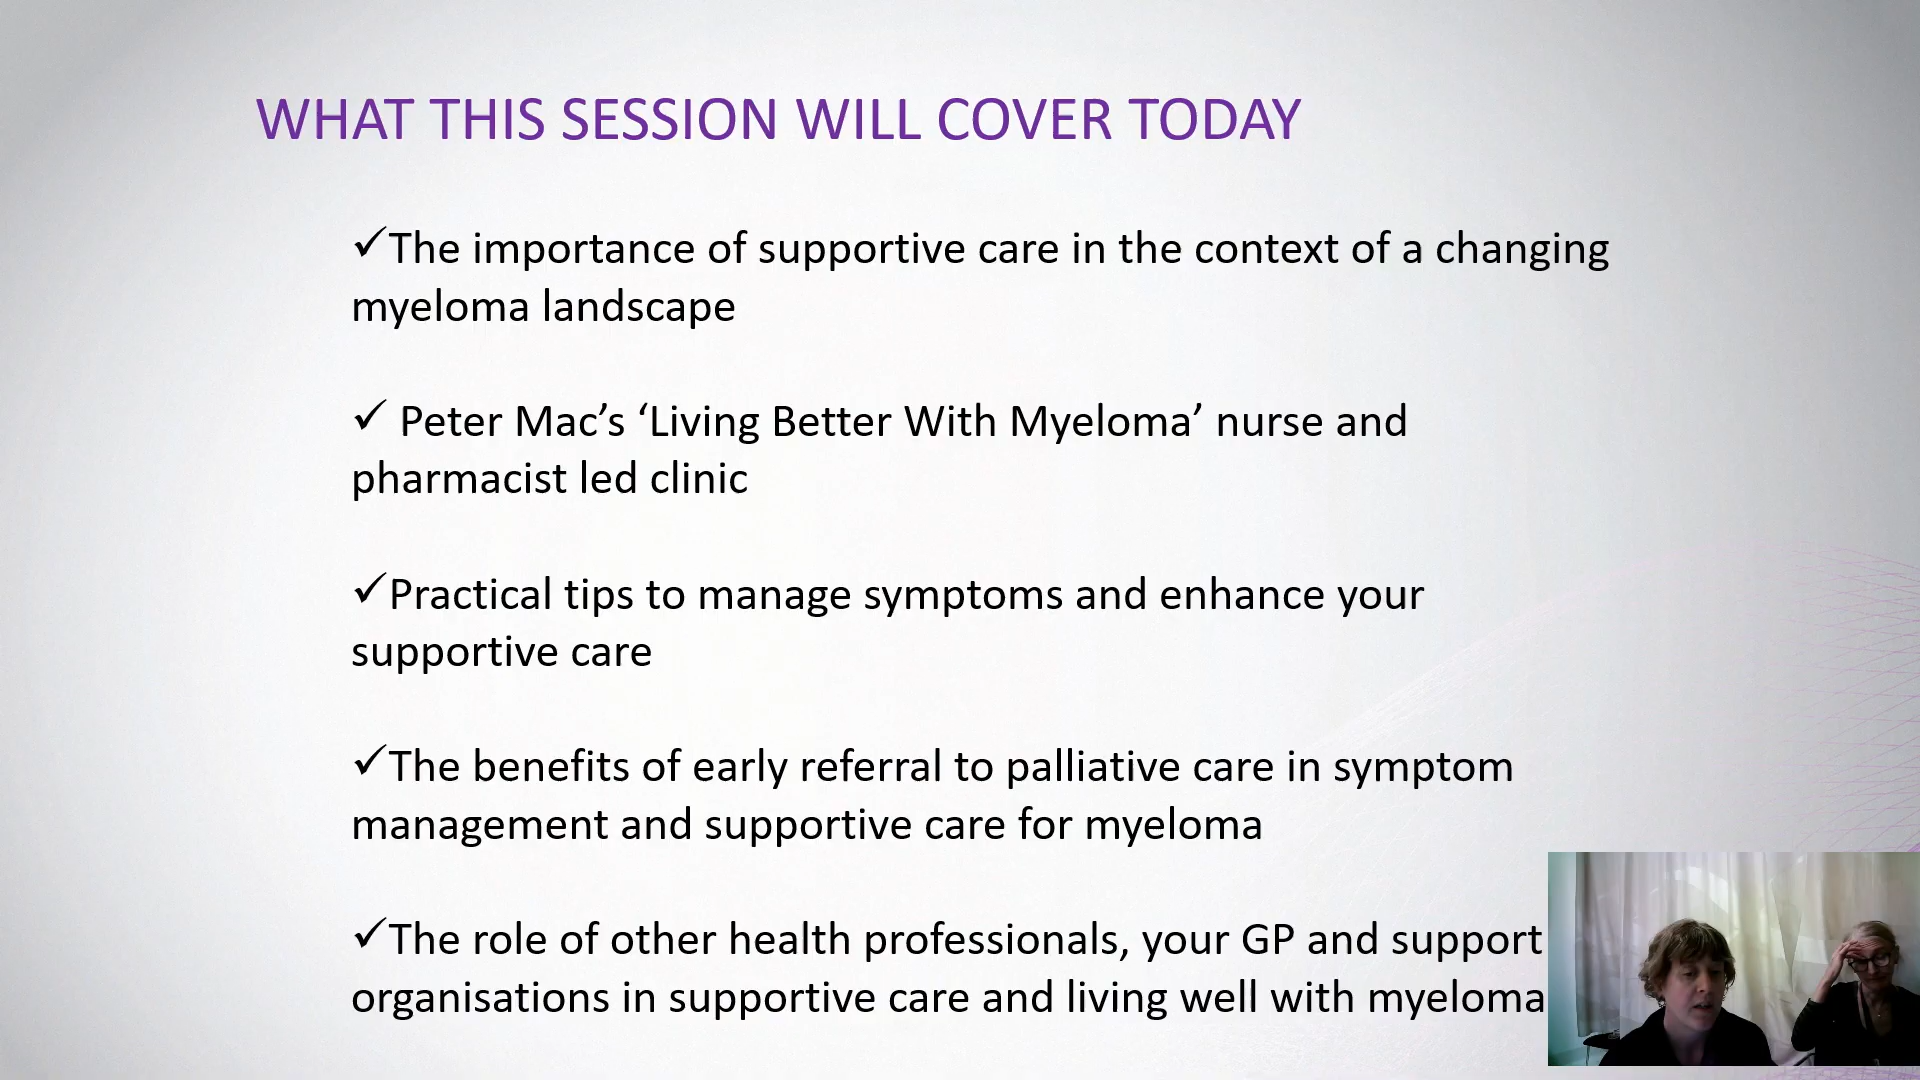 WHAT THIS SESSION WILL COVER TODAY
✓The importance of supportive care in the context of a changing
myeloma landscape
✓ Peter Mac’s ‘Living Better With Myeloma’ nurse and
pharmacist led clinic
✓Practical tips to manage symptoms and enhance your
supportive care
✓The benefits of early referral to palliative care in symptom
management and supportive care for myeloma
✓The role of other health professionals, your GP and support
organisations in supportive care and living well with myeloma